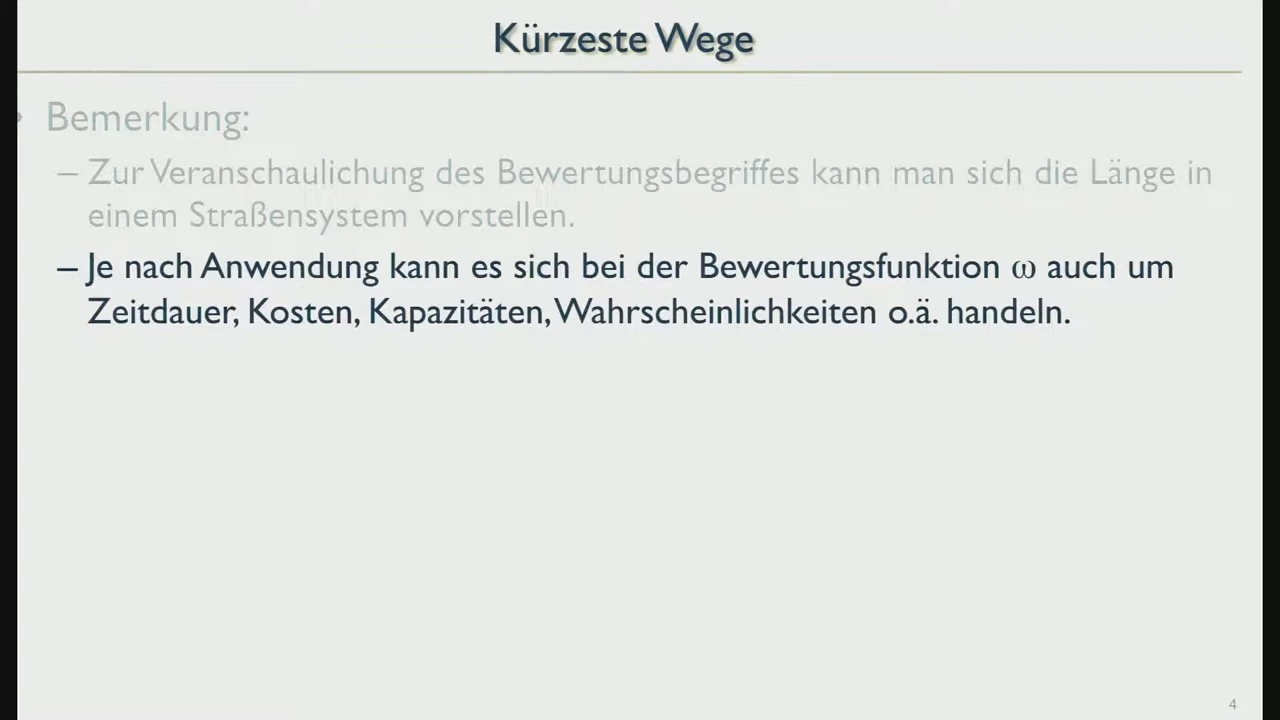 Kürzeste Wege
• Bemerkung:
– Zur Veranschaulichung des Bewertungsbegriffes kann man sich die Länge in
einem Straßensystem vorstellen.
– Je nach Anwendung kann es sich bei der Bewertungsfunktion ω auch um
Zeitdauer, Kosten, Kapazitäten, Wahrscheinlichkeiten o.ä. handeln.
4